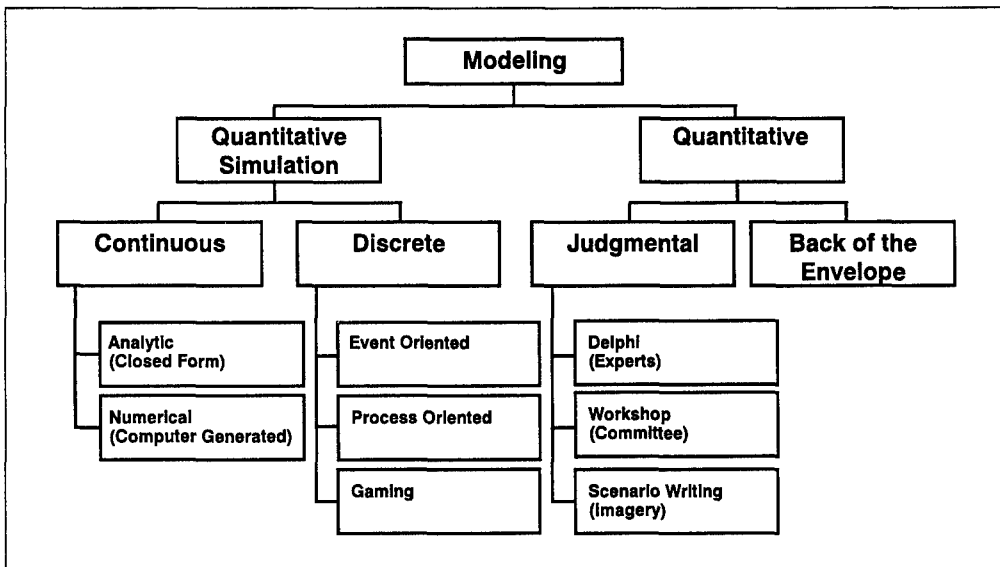 Modeling
Quantitative
Simulation
Quantitative
Continuous
Discrete
Judgmental
Back of the
Envelope
Analytic
(Closed Form)
Numerical
(Computer Generated)
Event Oriented
Process Oriented
Gaming
Delphi
(Experts)
Workshop
(Committee)
Scenario Writing
(Imagery)